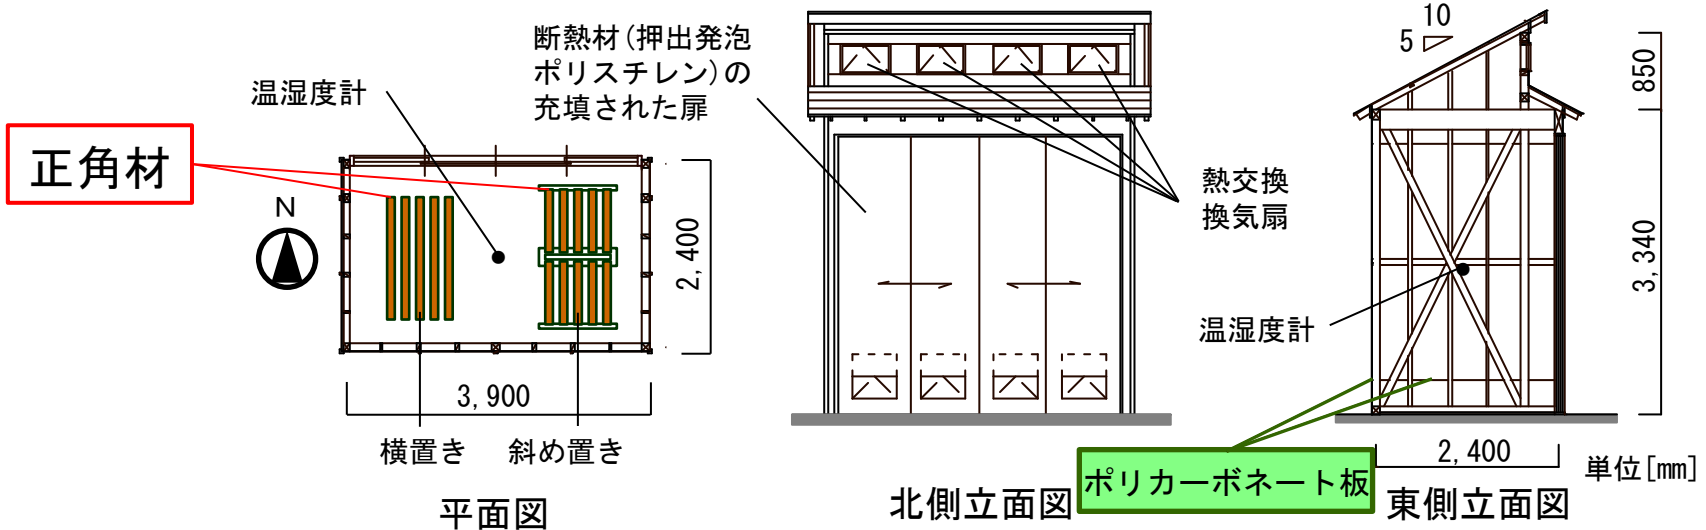 正角材
温湿度計
N
2,400
3,900
横置き
斜め置き
平面図
断熱材(押出発泡
ポリスチレン)の
充填された扉
熱交換
換気扇
北側立面図
10
5
850
3,340
温湿度計
ポリカーボネート板
2,400
単位[mm]
東側立面図